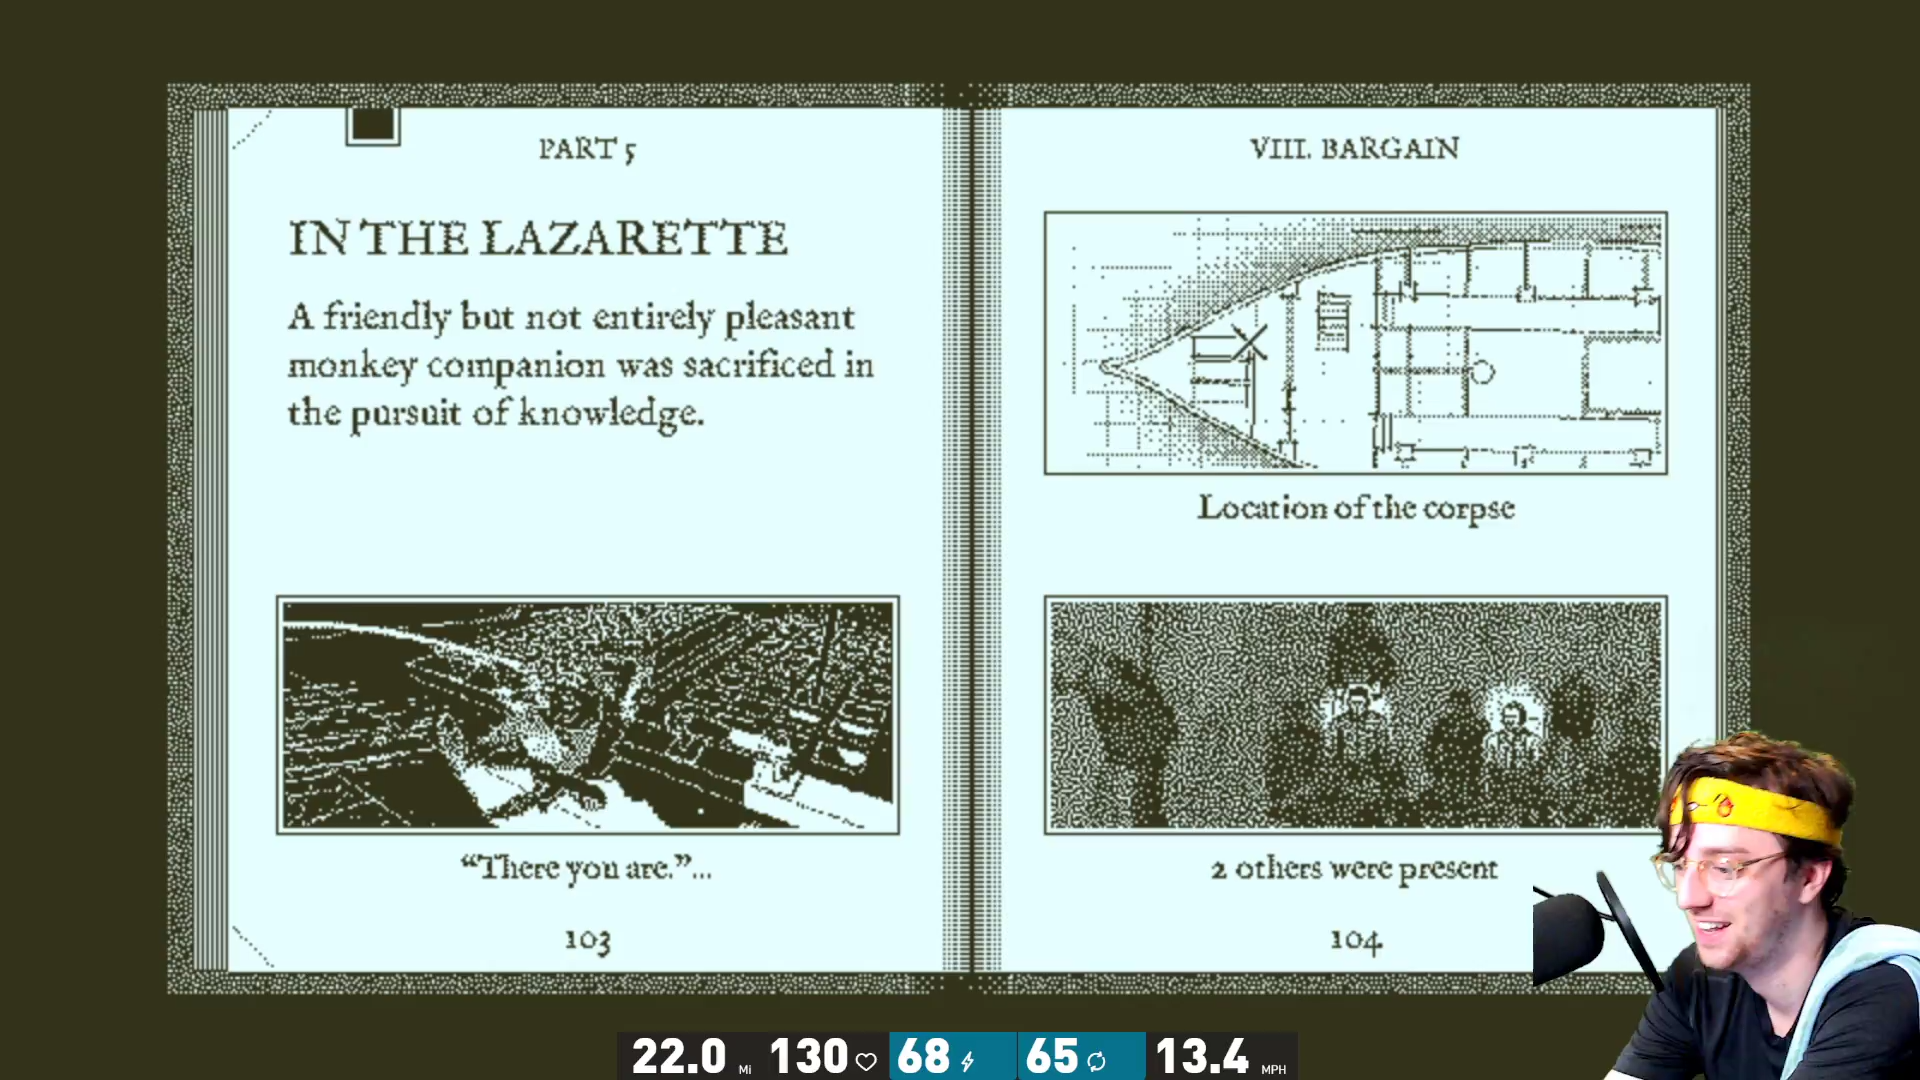 PART 5
IN THE LAZARETTE
A friendly but not entirely pleasant
monkey companion was sacrificed in
the pursuit of knowledge.
“There you are.”...
103
VIII. BARGAIN
Location of the corpse
2 others were present
104
22.0 Mi 130 68 65 13.4 MPH